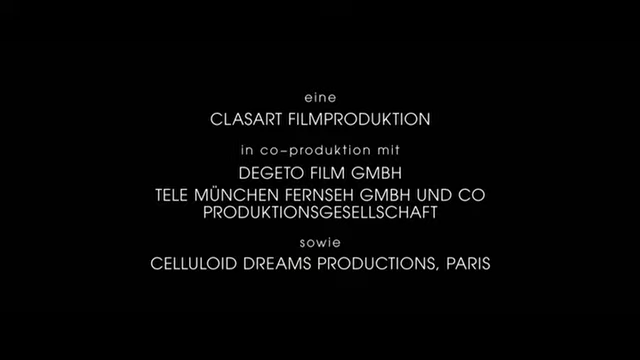 eine
CLASART FILMPRODUKTION
in co-produktion mit
DEGETO FILM GMBH
TELE MÜNCHEN FERNSEH GMBH UND CO
PRODUKTIONSGESELLSCHAFT
sowie
CELLULOID DREAMS PRODUCTIONS, PARIS